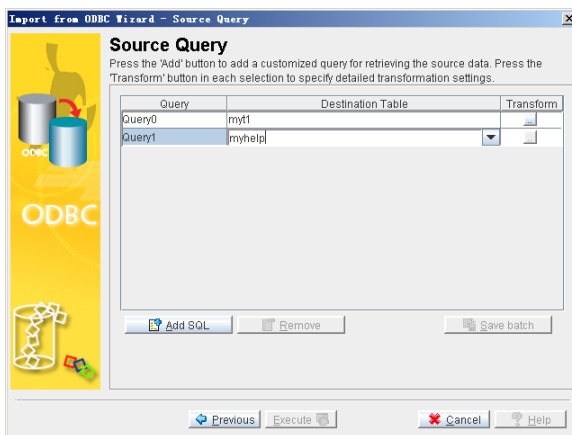 Import from ODBC Wizard - Source Query
Source Query
Press the 'Add' button to add a customized query for retrieving the source data. Press the
'Transform' button in each selection to specify detailed transformation settings.
Query Destination Table Transform
Query0 myt1 ...
Query1 myhelp ...
ODBC
ODBC
Add SQL Remove Save batch
Previous Execute Cancel Help